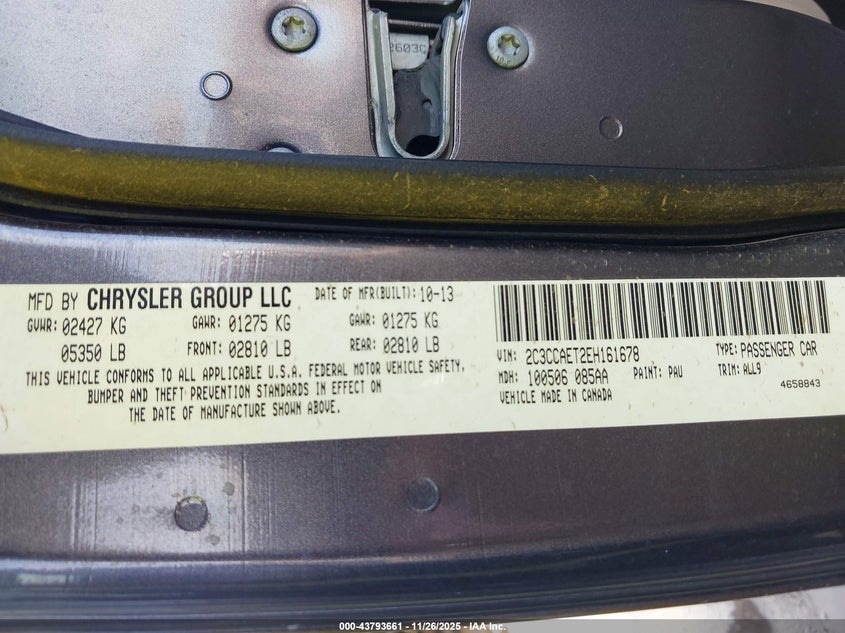 2603C
MFD BY CHRYSLER GROUP LLC DATE OF MFR(BUILT): 10-13
GVWR: 02427 KG GAWR: 01275 KG GAWR: 01275 KG
05350 LB FRONT: 02810 LB REAR: 02810 LB
THIS VEHICLE CONFORMS TO ALL APPLICABLE U.S.A. FEDERAL MOTOR VEHICLE SAFETY,
BUMPER AND THEFT PREVENTION STANDARDS IN EFFECT ON
THE DATE OF MANUFACTURE SHOWN ABOVE.
VIN: 2C3CCAET2EH161678 TYPE: PASSENGER CAR
MDH: 100506 085AA PAINT: PAU TRIM: ALL9
VEHICLE MADE IN CANADA 4658843
000-43793661 - 11/26/2025 - IAA Inc.